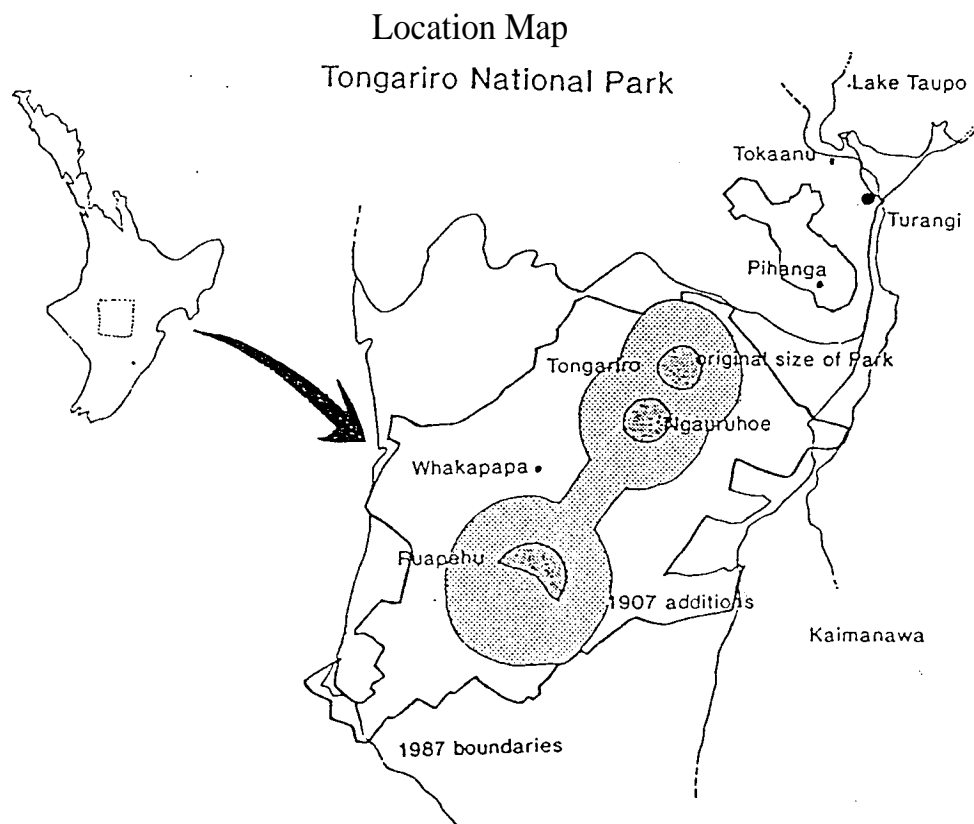 Location Map
Tongariro National Park
Lake Taupo
Tokaanu
Turangi
Pihanga
Tongariro
original size of Park
Ngauruhoe
Whakapapa
Ruapehu
1907 additions
Kaimanawa
1987 boundaries